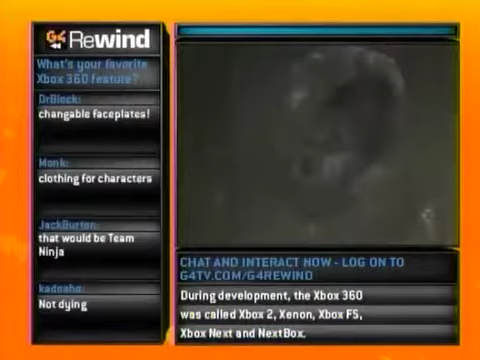 G4 Rewind
What's your favorite
Xbox 360 feature?
DrBlock:
changable faceplates!
Monk:
clothing for characters
JackBurton:
that would be Team
Ninja
kadosho:
Not dying
CHAT AND INTERACT NOW - LOG ON TO
G4TV.COM/G4REWIND
During development, the Xbox 360
was called Xbox 2, Xenon, Xbox FS,
Xbox Next and NextBox.